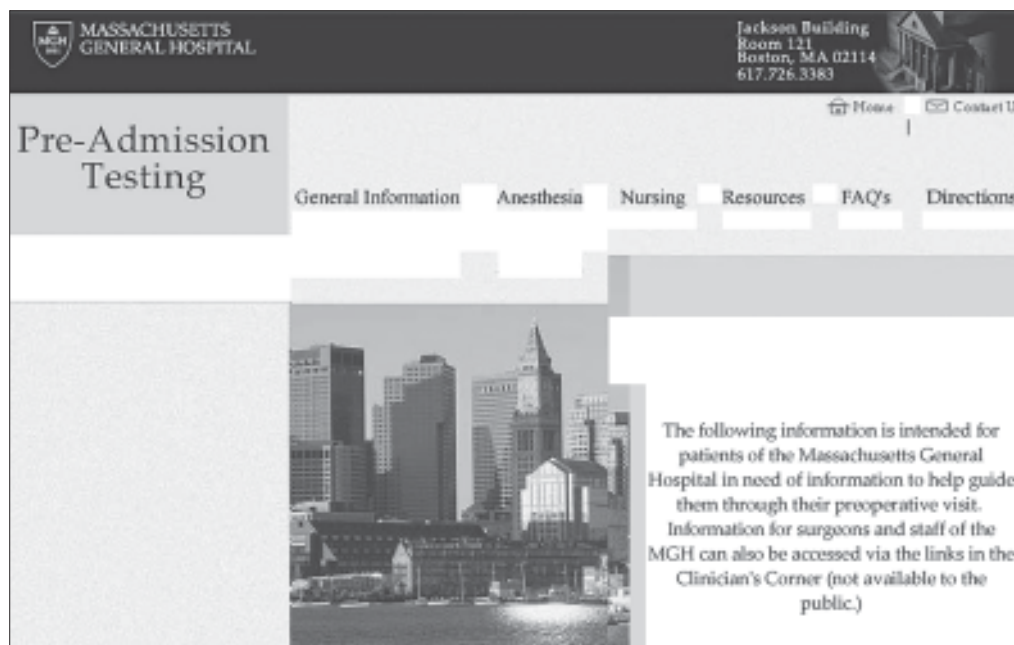 MGH
MASSACHUSETTS
GENERAL HOSPITAL
Jackson Building
Room 121
Boston, MA 02114
617.726.3383
Home
Contact U
Pre-Admission
Testing
General Information Anesthesia Nursing Resources FAQ's Directions
The following information is intended for
patients of the Massachusetts General
Hospital in need of information to help guide
them through their preoperative visit.
Information for surgeons and staff of the
MGH can also be accessed via the links in the
Clinician's Corner (not available to the
public.)